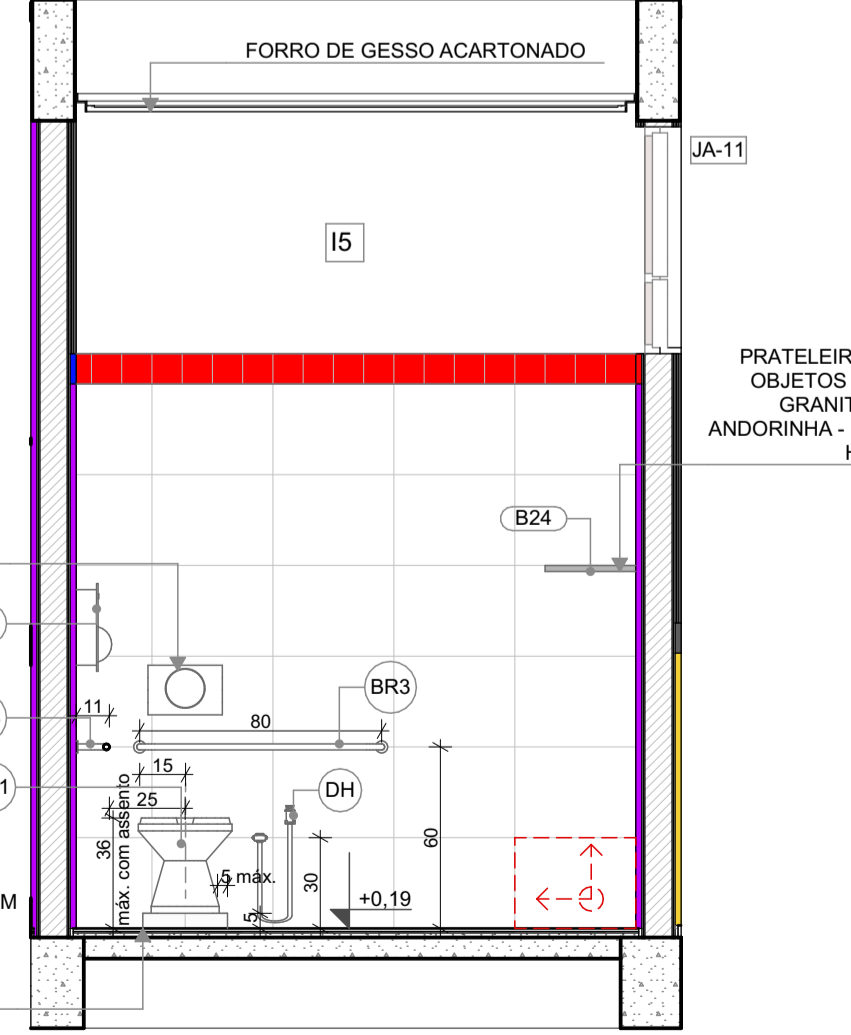 FORRO DE GESSO ACARTONADO
JA-11
I5
PRATELEIR
OBJETOS
GRANIT
ANDORINHA -
H
B24
BR3
11
80
15
1
25
DH
36
máx. com assento
5 máx.
5
30
60
+0,19
M